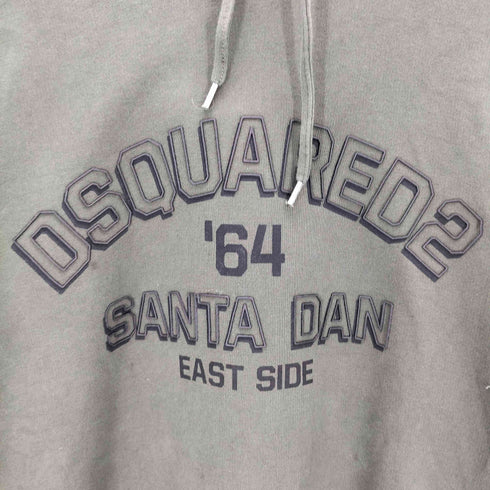 DSQUARED2
'64
SANTA DAN
EAST SIDE